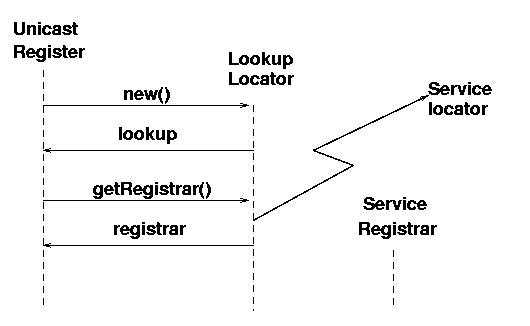 Unicast
Register
Lookup
Locator
new()
Service
locator
lookup
getRegistrar()
Service
Registrar
registrar